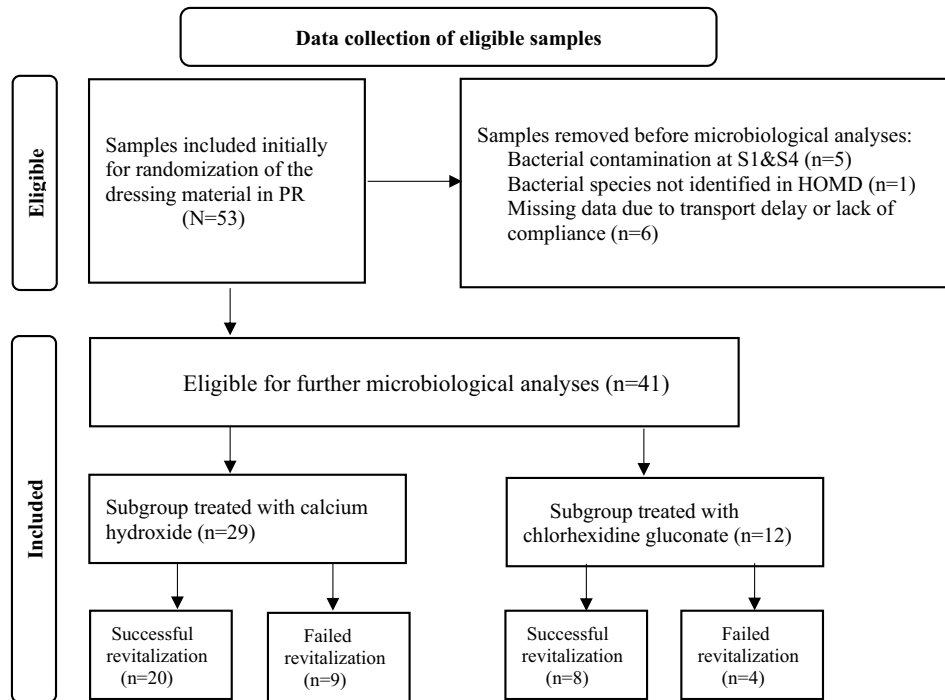 Data collection of eligible samples
Eligible
Samples included initially
for randomization of the
dressing material in PR
(N=53)
Samples removed before microbiological analyses:
Bacterial contamination at S1&S4 (n=5)
Bacterial species not identified in HOMD (n=1)
Missing data due to transport delay or lack of
compliance (n=6)
Included
Eligible for further microbiological analyses (n=41)
Subgroup treated with calcium
hydroxide (n=29)
Subgroup treated with
chlorhexidine gluconate (n=12)
Successful
revitalization
(n=20)
Failed
revitalization
(n=9)
Successful
revitalization
(n=8)
Failed
revitalization
(n=4)